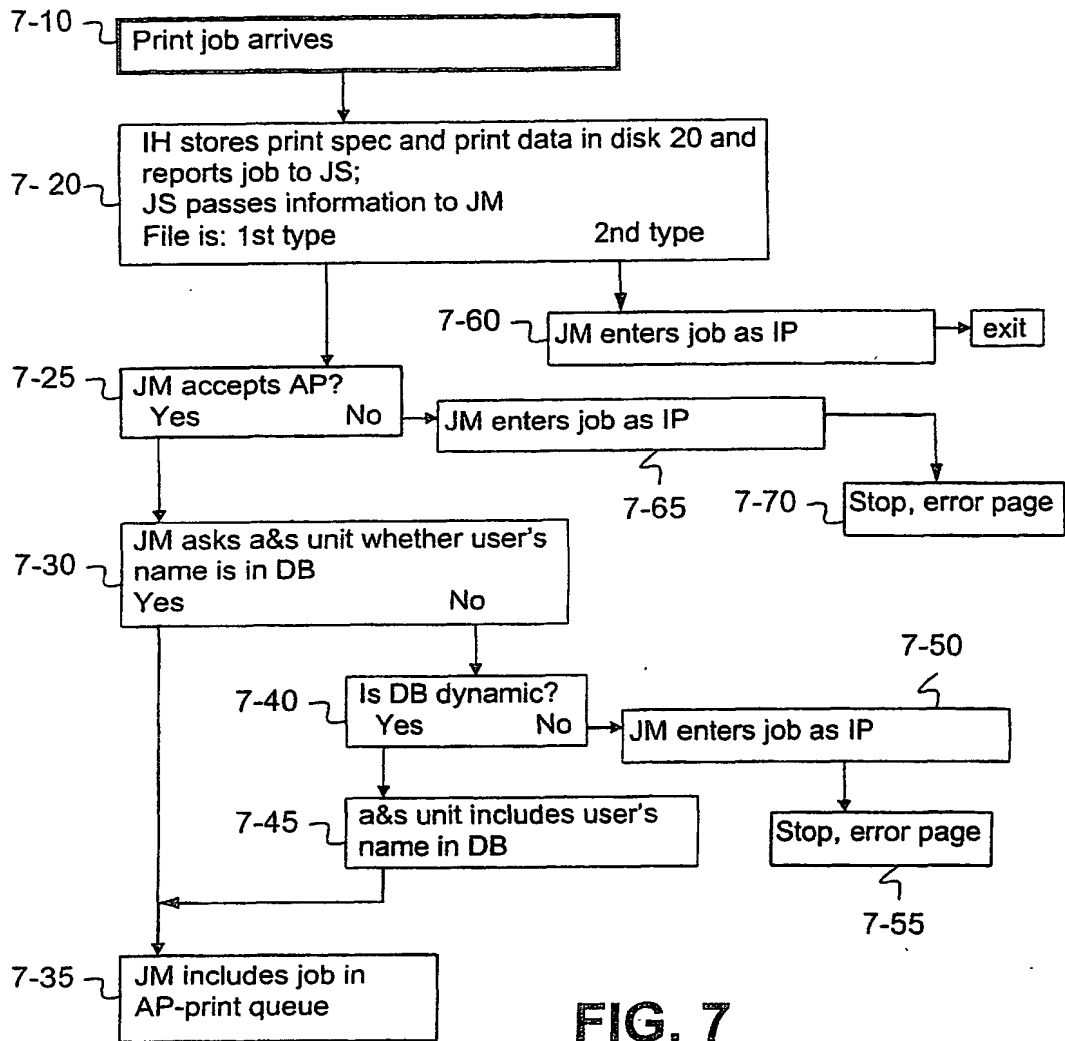 7-10
Print job arrives
7- 20
IH stores print spec and print data in disk 20 and
reports job to JS;
JS passes information to JM
File is: 1st type 2nd type
7-60
JM enters job as IP
exit
7-25
JM accepts AP?
Yes No
JM enters job as IP
7-65
7-70
Stop, error page
7-30
JM asks a&s unit whether user's
name is in DB
Yes No
7-40
Is DB dynamic?
Yes No
7-50
JM enters job as IP
7-45
a&s unit includes user's
name in DB
Stop, error page
7-55
7-35
JM includes job in
AP-print queue
FIG. 7